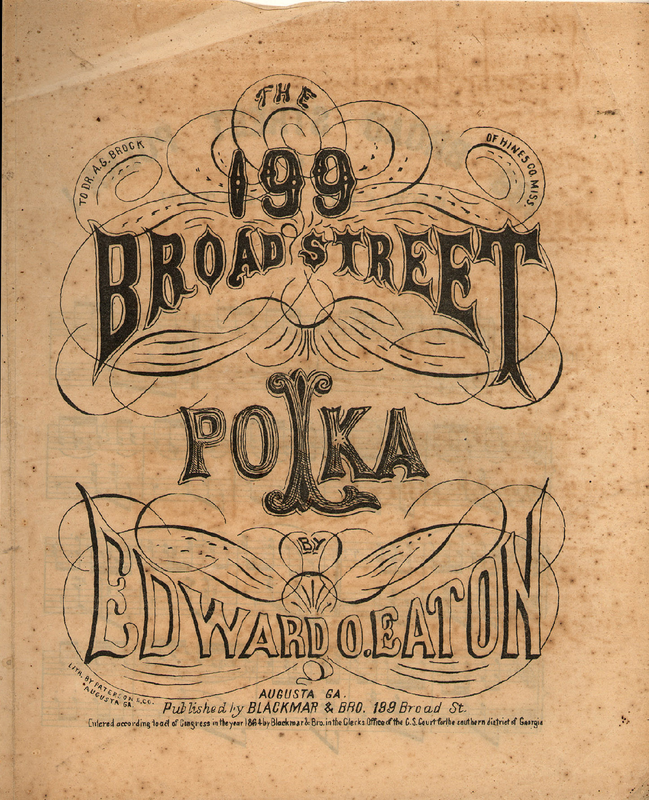 THE
TO DR. A.G. BROCK
OF HINES CO. MISS.
199
BROAD STREET
POLKA
BY
EDWARD O. EATON
LITH. BY PATERSON & CO.
AUGUSTA GA.
AUGUSTA GA.
Published by BLACKMAR & BRO. 199 Broad St.
Entered according to act of Congress in the year 1864 by Blackmar & Bro. in the Clerks Office of the C.S. Court for the southern district of Georgia